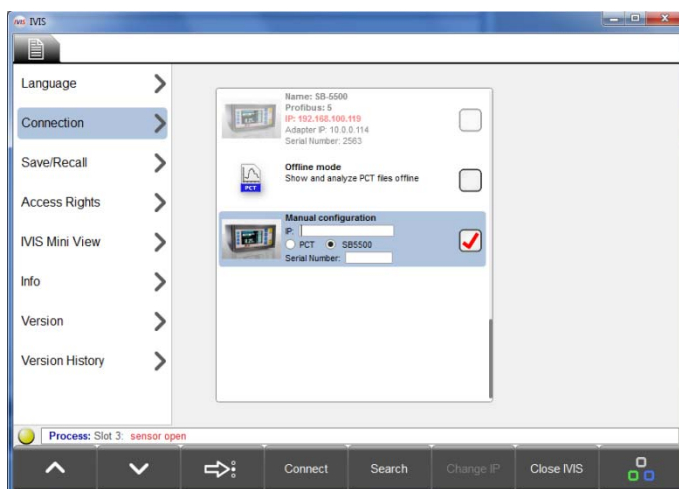 IVIS
Language
Connection
Save/Recall
Access Rights
IVIS Mini View
Info
Version
Version History
Name: SB-5500
Profibus: 5
IP: 192.168.100.119
Adapter IP: 10.0.0.114
Serial Number: 2563
PCT
Offline mode
Show and analyze PCT files offline
Manual configuration
IP:
PCT SB5500
Serial Number:
Process: Slot 3: sensor open
Connect
Search
Change IP
Close IVIS